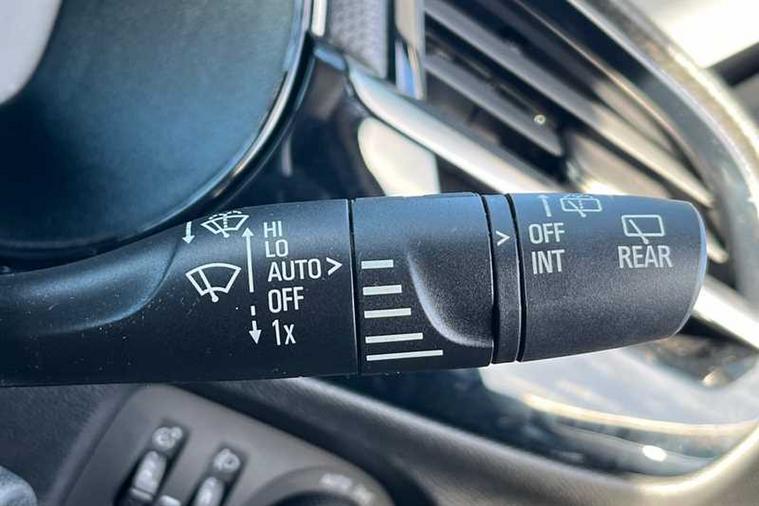 HI
LO
AUTO >
OFF
1x
>
OFF
INT
REAR